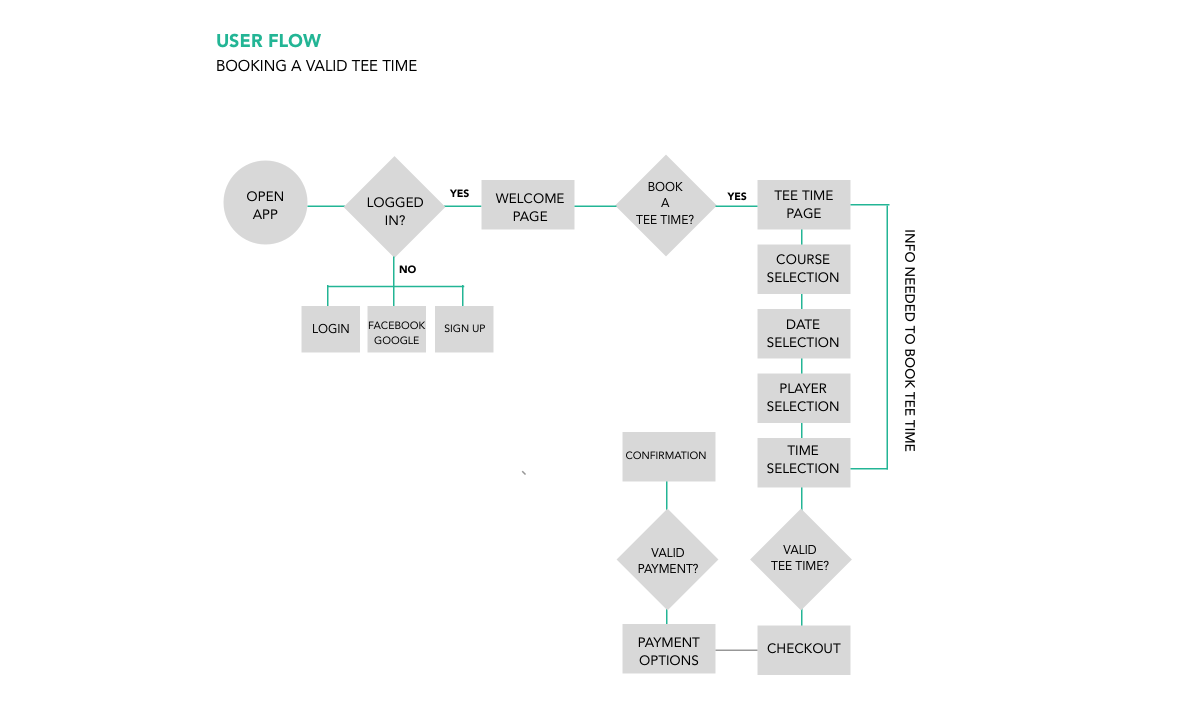 USER FLOW
BOOKING A VALID TEE TIME
OPEN
APP
LOGGED
IN?
YES
WELCOME
PAGE
BOOK
A
TEE TIME?
YES
TEE TIME
PAGE
NO
LOGIN
FACEBOOK
GOOGLE
SIGN UP
COURSE
SELECTION
DATE
SELECTION
PLAYER
SELECTION
TIME
SELECTION
INFO NEEDED TO BOOK TEE TIME
VALID
TEE TIME?
CHECKOUT
PAYMENT
OPTIONS
VALID
PAYMENT?
CONFIRMATION
`